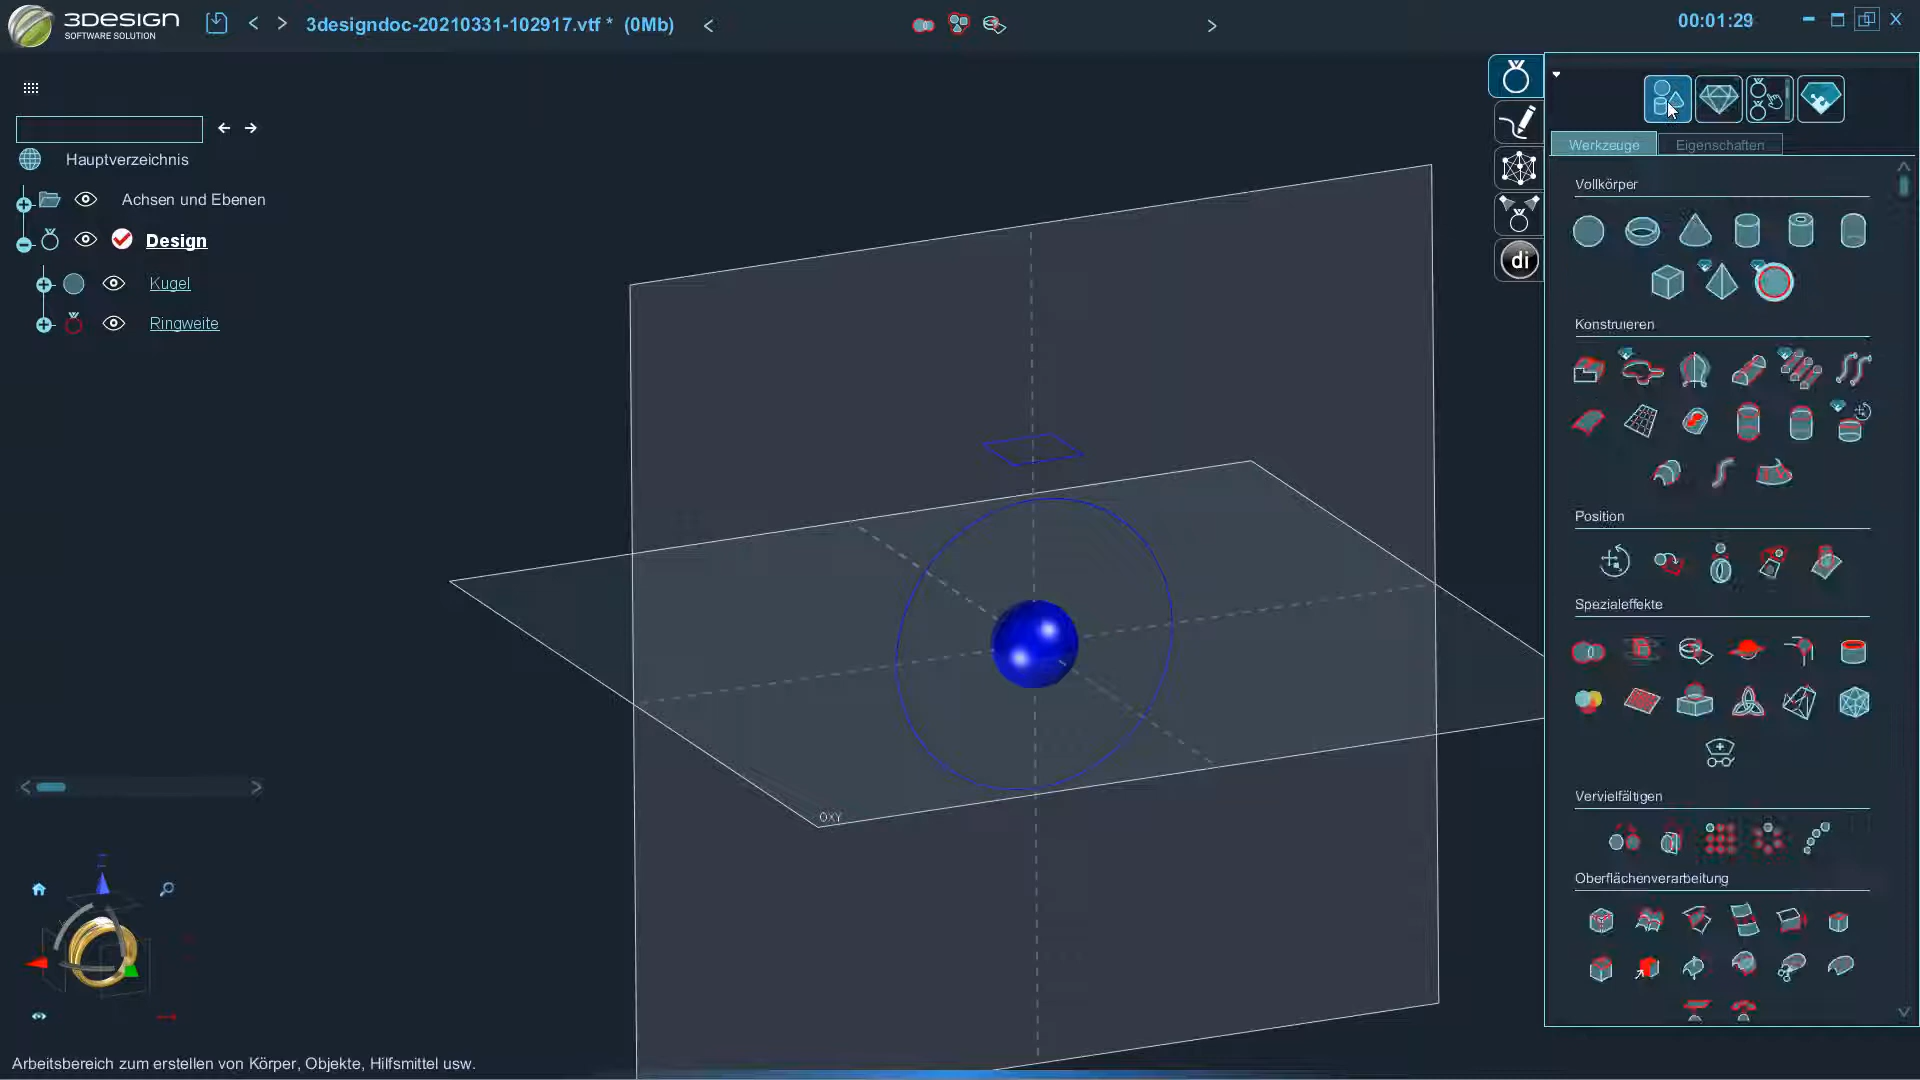 3DESIGN
SOFTWARE SOLUTION
3designdoc-20210331-102917.vtf * (0Mb)
00:01:29
Hauptverzeichnis
Achsen und Ebenen
Design
Kugel
Ringweite
OXY
di
Werkzeuge
Eigenschaften
Vollkörper
Konstruieren
Position
Spezialeffekte
Vervielfältigen
Oberflächenverarbeitung
Arbeitsbereich zum erstellen von Körper, Objekte, Hilfsmittel usw.